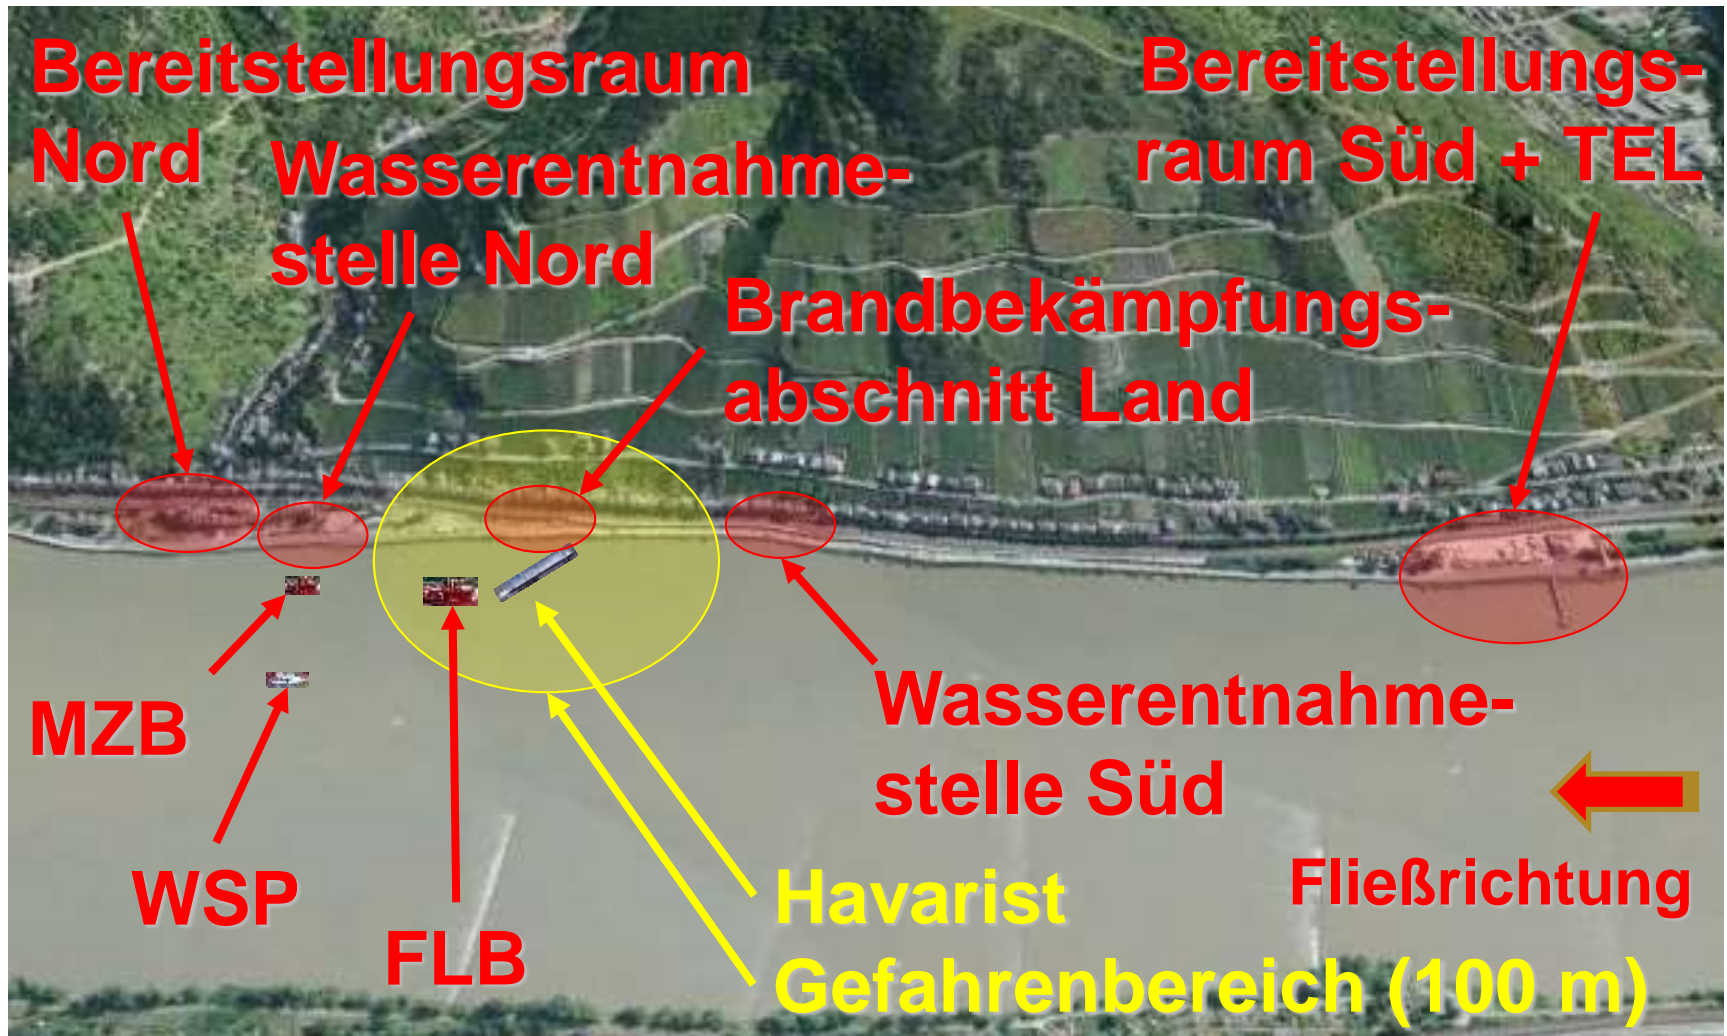 Bereitstellungsraum
Nord
Wasserentnahme-
stelle Nord
Bereitstellungs-
raum Süd + TEL
Brandbekämpfungs-
abschnitt Land
MZB
WSP
FLB
Wasserentnahme-
stelle Süd
Havarist
Gefahrenbereich (100 m)
Fließrichtung